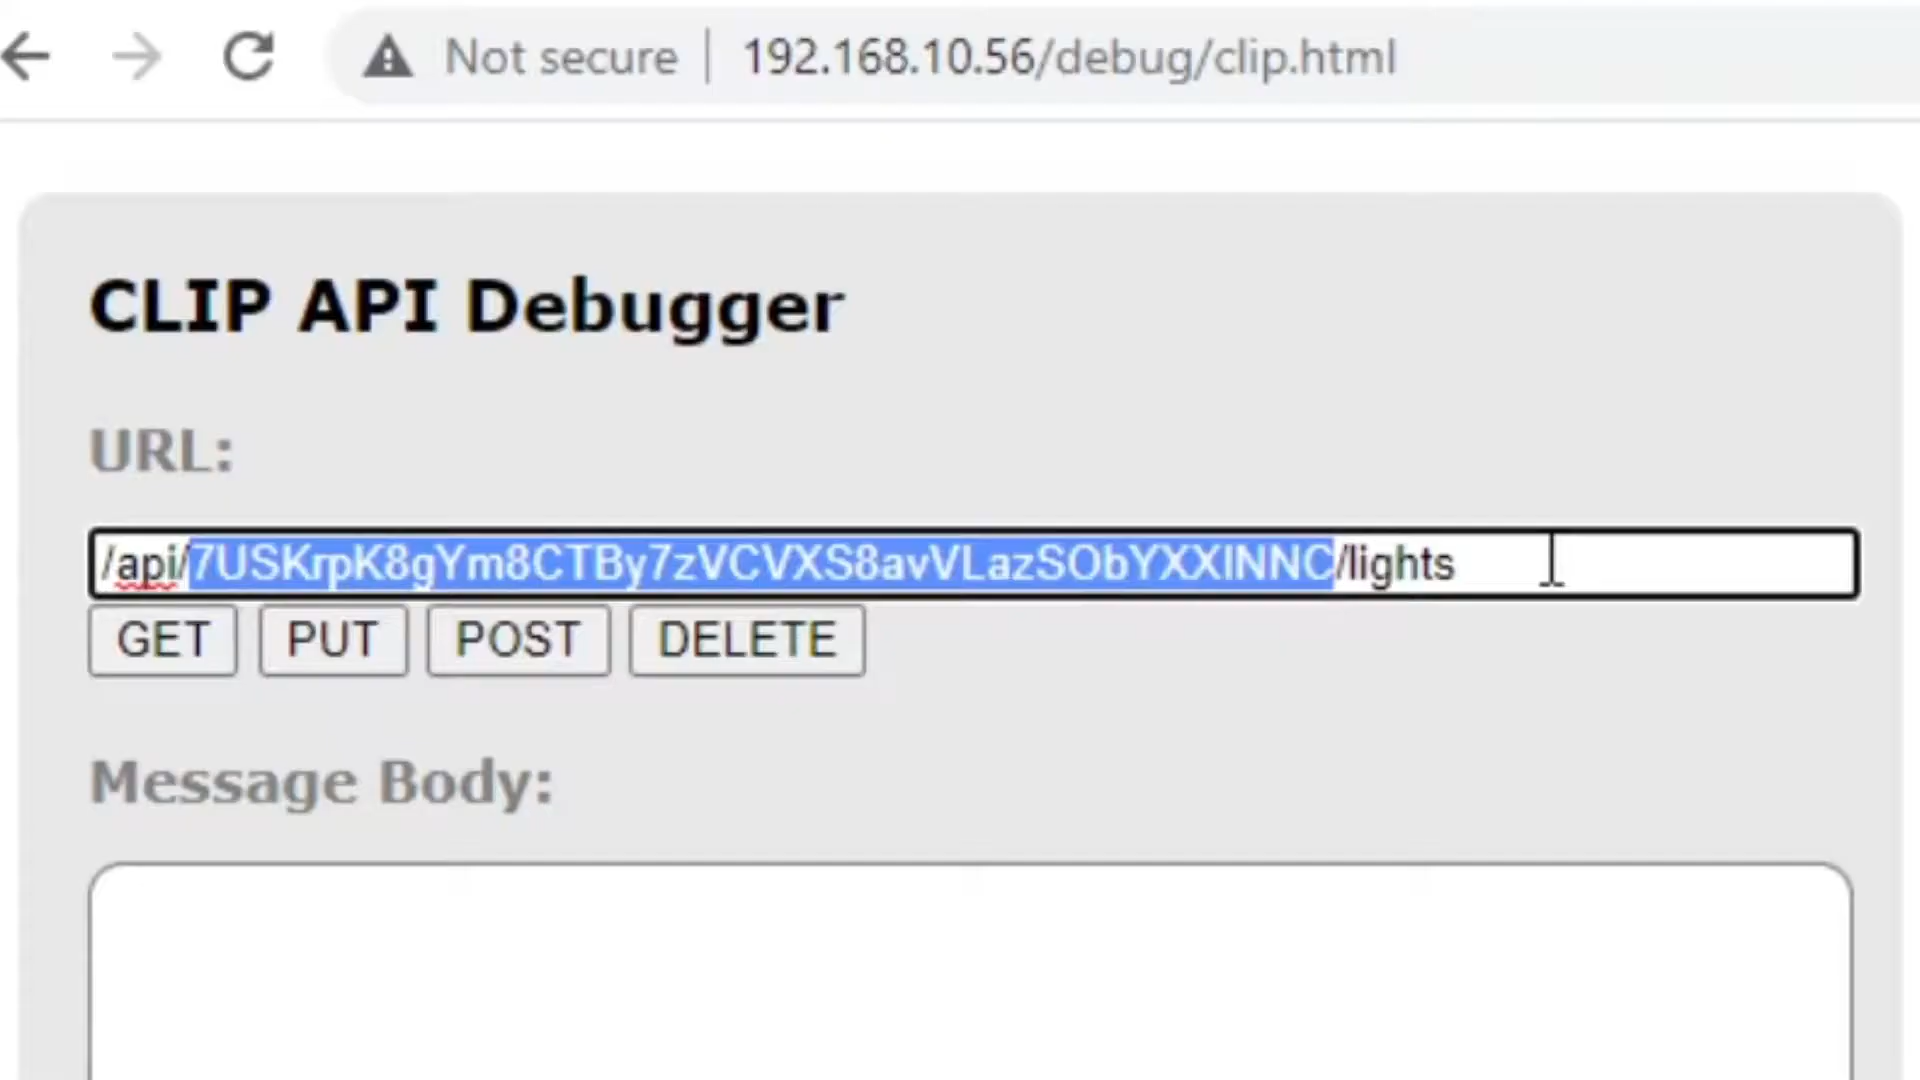 Not secure 192.168.10.56/debug/clip.html
CLIP API Debugger
URL:
/api/7USKrpK8gYm8CTBy7zVCVXS8avVLazSObYXXINNC/lights
GET PUT POST DELETE
Message Body: